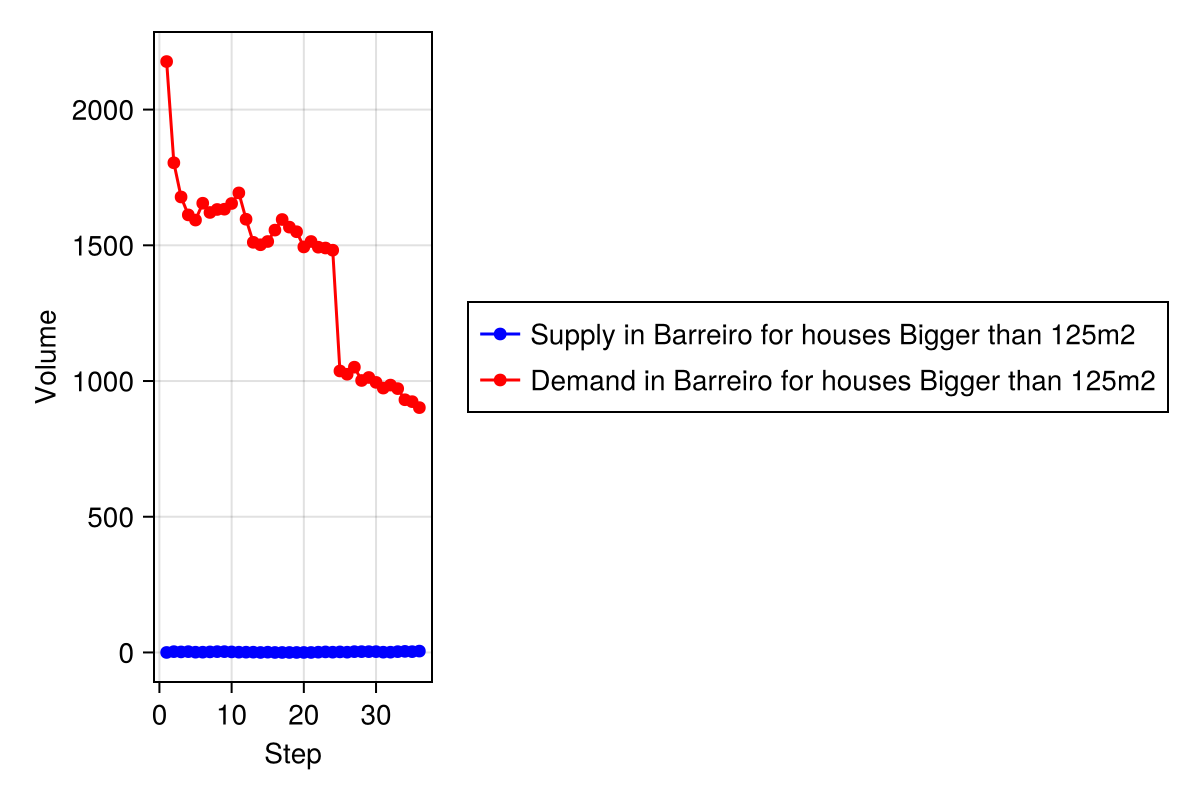 2000
1500
1000
500
0
Volume
0 10 20 30
Step
Supply in Barreiro for houses Bigger than 125m2
Demand in Barreiro for houses Bigger than 125m2